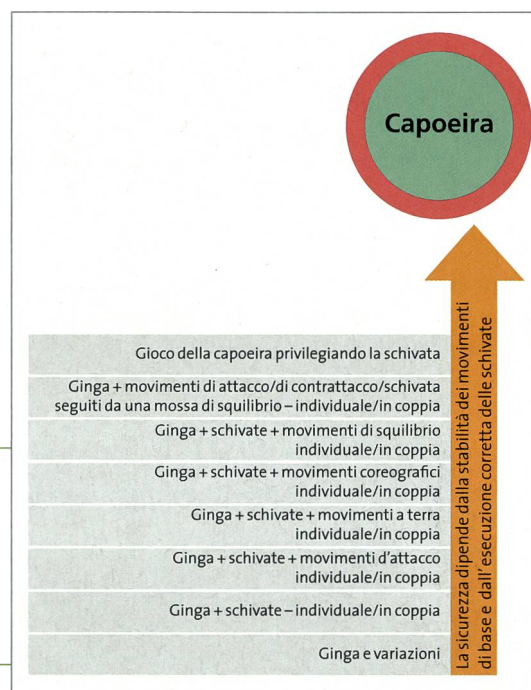 Capoeira
Gioco della capoeira privilegiando la schivata
Ginga + movimenti di attacco/di contrattacco/schivata
seguiti da una mossa di squilibrio – individuale/in coppia
Ginga + schivate + movimenti di squilibrio
individuale/in coppia
Ginga + schivate + movimenti coreografici
individuale/in coppia
Ginga + schivate + movimenti a terra
individuale/in coppia
Ginga + schivate + movimenti d'attacco
individuale/in coppia
Ginga + schivate – individuale/in coppia
Ginga e variazioni
La sicurezza dipende dalla stabilità dei movimenti
di base e dall'esecuzione corretta delle schivate